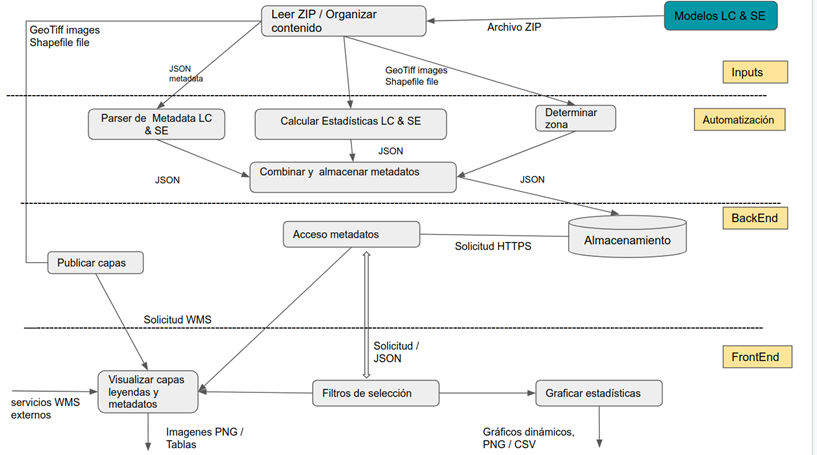 Leer ZIP / Organizar
contenido
Modelos LC & SE
Archivo ZIP
GeoTiff images
Shapefile file
JSON
metadata
GeoTiff images
Shapefile file
Inputs
Parser de Metadata LC
& SE
Calcular Estadísticas LC & SE
Determinar
zona
Automatización
JSON
Combinar y almacenar metadatos
JSON
JSON
BackEnd
Acceso metadatos
Solicitud HTTPS
Almacenamiento
Publicar capas
Solicitud WMS
Solicitud /
JSON
FrontEnd
Visualizar capas
leyendas y
metadatos
Filtros de selección
Graficar estadísticas
servicios WMS
externos
Imagenes PNG /
Tablas
Gráficos dinámicos,
PNG / CSV